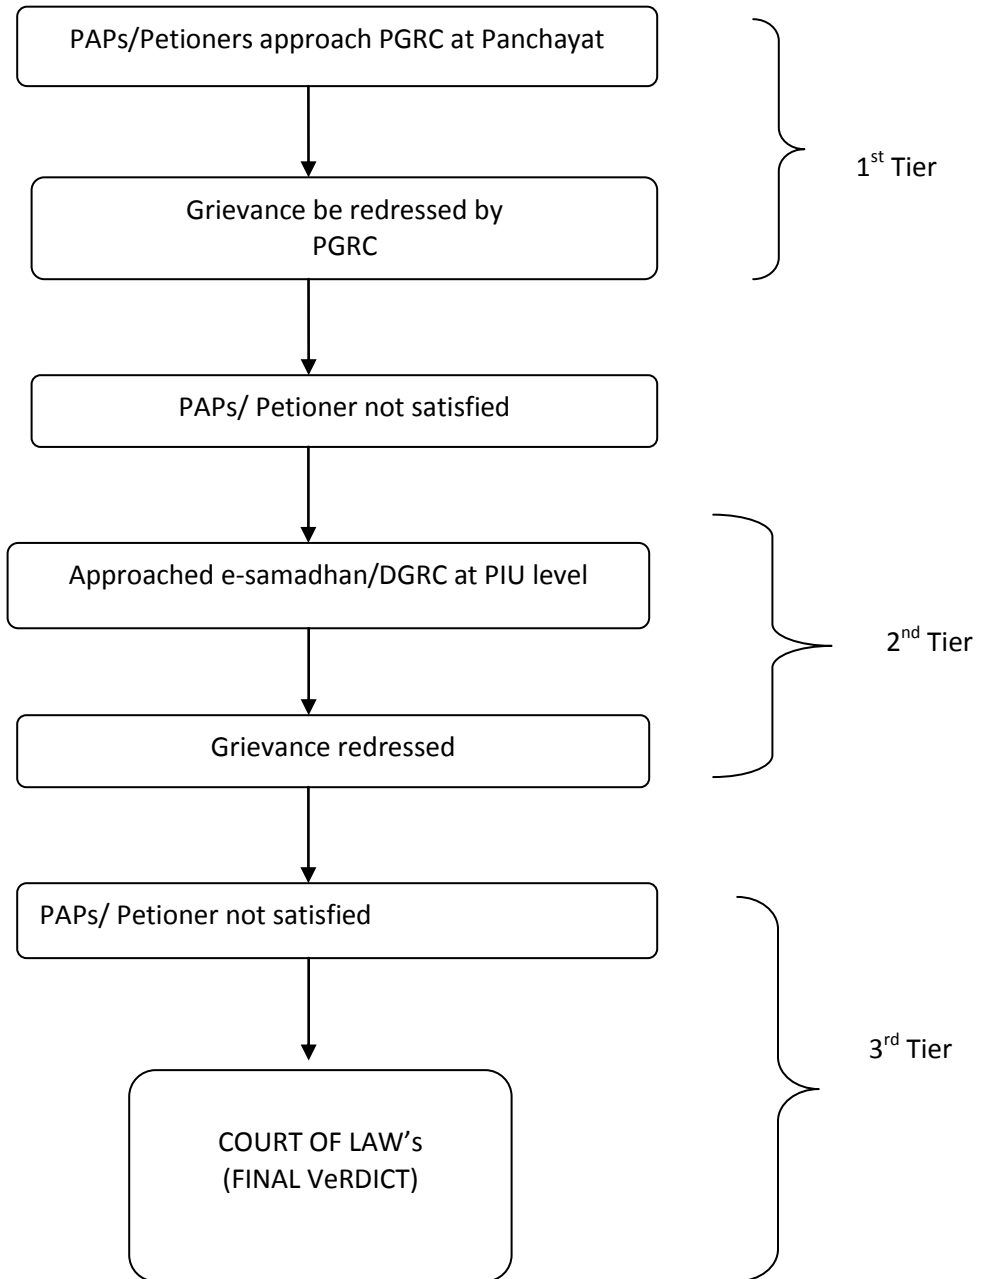 PAPs/Petioners approach PGRC at Panchayat
1st Tier
Grievance be redressed by
PGRC
PAPs/ Petioner not satisfied
Approached e-samadhan/DGRC at PIU level
2nd Tier
Grievance redressed
PAPs/ Petioner not satisfied
3rd Tier
COURT OF LAW’s
(FINAL VeRDICT)